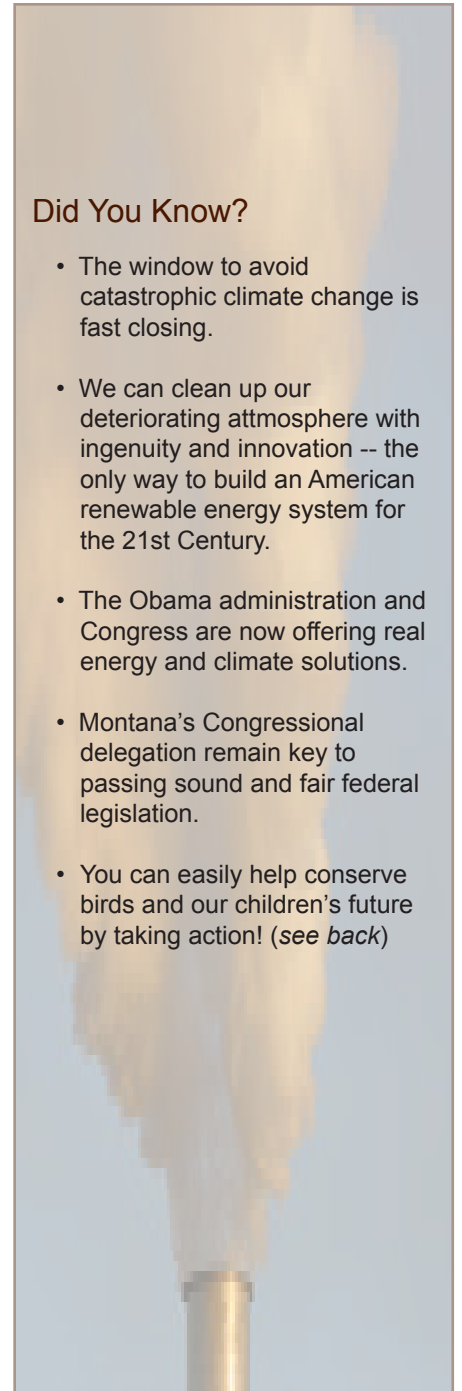 Did You Know?
• The window to avoid
catastrophic climate change is
fast closing.
• We can clean up our
deteriorating attmosphere with
ingenuity and innovation -- the
only way to build an American
renewable energy system for
the 21st Century.
• The Obama administration and
Congress are now offering real
energy and climate solutions.
• Montana’s Congressional
delegation remain key to
passing sound and fair federal
legislation.
• You can easily help conserve
birds and our children’s future
by taking action! (see back)